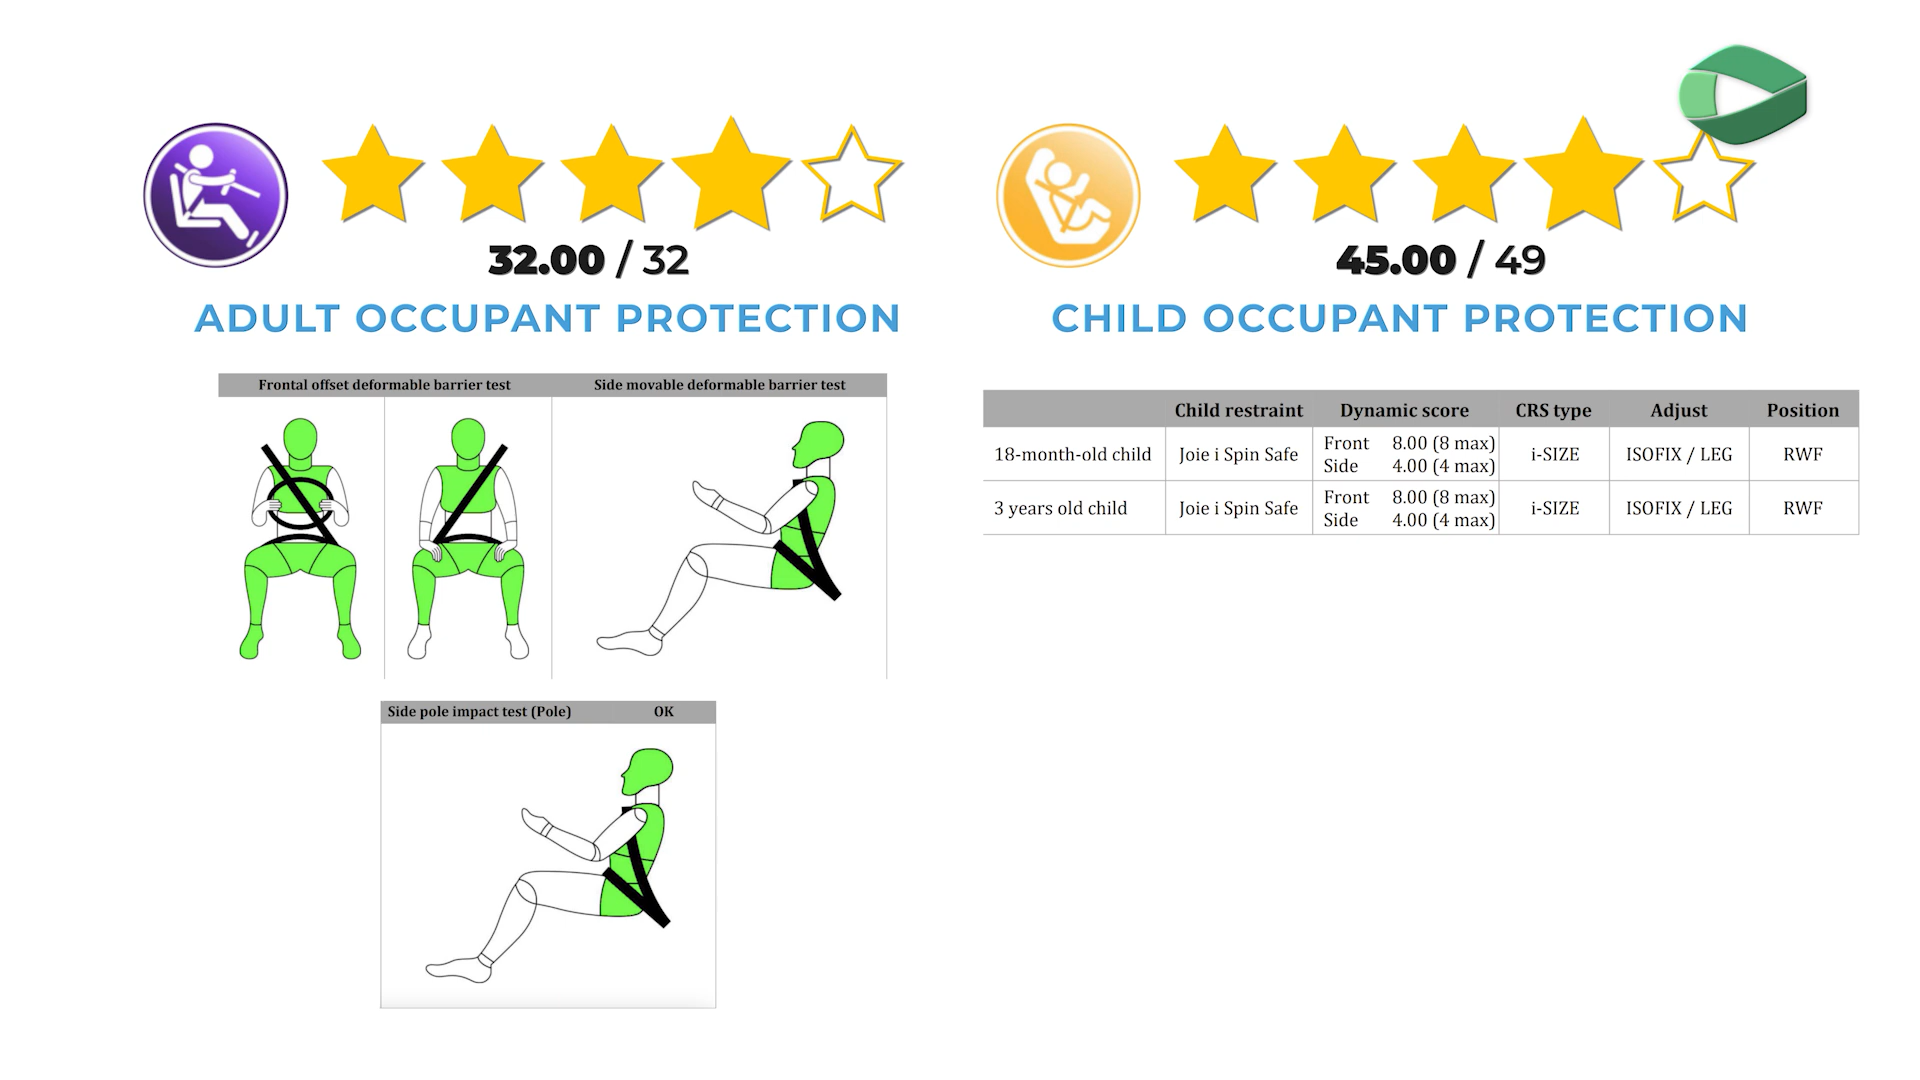 32.00 / 32
ADULT OCCUPANT PROTECTION
Frontal offset deformable barrier test
Side movable deformable barrier test
Side pole impact test (Pole) OK
45.00 / 49
CHILD OCCUPANT PROTECTION
Child restraint Dynamic score CRS type Adjust Position
18-month-old child Joie i Spin Safe Front 8.00 (8 max) i-SIZE ISOFIX / LEG RWF
Side 4.00 (4 max)
3 years old child Joie i Spin Safe Front 8.00 (8 max) i-SIZE ISOFIX / LEG RWF
Side 4.00 (4 max)